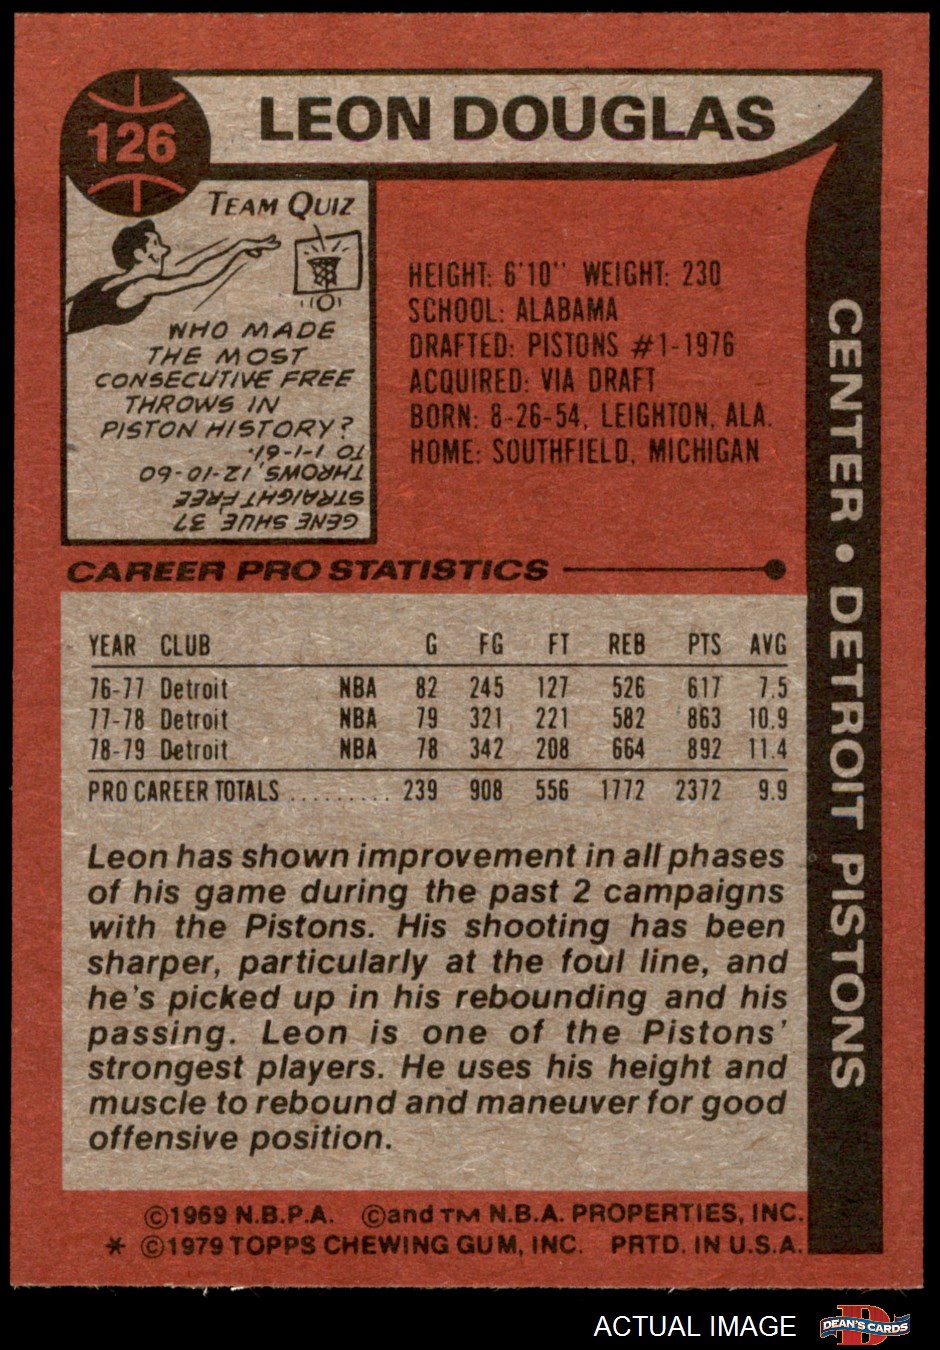 126
LEON DOUGLAS
TEAM QUIZ
WHO MADE
THE MOST
CONSECUTIVE FREE
THROWS IN
PISTON HISTORY?
GENE SHUE, 37
STRAIGHT FREE
THROWS, 12-10-60
TO 1-1-61.
HEIGHT: 6'10" WEIGHT: 230
SCHOOL: ALABAMA
DRAFTED: PISTONS #1-1976
ACQUIRED: VIA DRAFT
BORN: 8-26-54, LEIGHTON, ALA.
HOME: SOUTHFIELD, MICHIGAN
CENTER • DETROIT PISTONS
CAREER PRO STATISTICS
YEAR CLUB G FG FT REB PTS AVG
76-77 Detroit NBA 82 245 127 526 617 7.5
77-78 Detroit NBA 79 321 221 582 863 10.9
78-79 Detroit NBA 78 342 208 664 892 11.4
PRO CAREER TOTALS .......... 239 908 556 1772 2372 9.9
Leon has shown improvement in all phases
of his game during the past 2 campaigns
with the Pistons. His shooting has been
sharper, particularly at the foul line, and
he's picked up in his rebounding and his
passing. Leon is one of the Pistons'
strongest players. He uses his height and
muscle to rebound and maneuver for good
offensive position.
©1969 N.B.P.A. ©and TM N.B.A. PROPERTIES, INC.
* ©1979 TOPPS CHEWING GUM, INC. PRTD. IN U.S.A.
ACTUAL IMAGE
D
DEAN'S CARDS